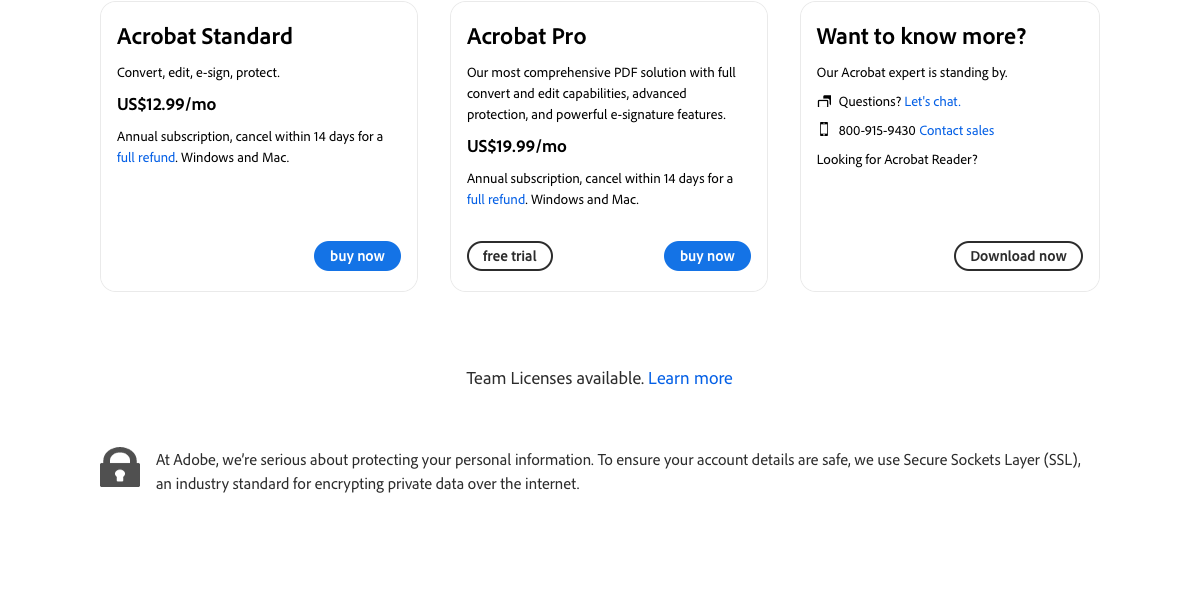 Acrobat Standard
Convert, edit, e-sign, protect.
US$12.99/mo
Annual subscription, cancel within 14 days for a
full refund. Windows and Mac.
buy now
Acrobat Pro
Our most comprehensive PDF solution with full
convert and edit capabilities, advanced
protection, and powerful e-signature features.
US$19.99/mo
Annual subscription, cancel within 14 days for a
full refund. Windows and Mac.
free trial
buy now
Want to know more?
Our Acrobat expert is standing by.
Questions? Let's chat.
800-915-9430 Contact sales
Looking for Acrobat Reader?
Download now
Team Licenses available. Learn more
At Adobe, we're serious about protecting your personal information. To ensure your account details are safe, we use Secure Sockets Layer (SSL),
an industry standard for encrypting private data over the internet.